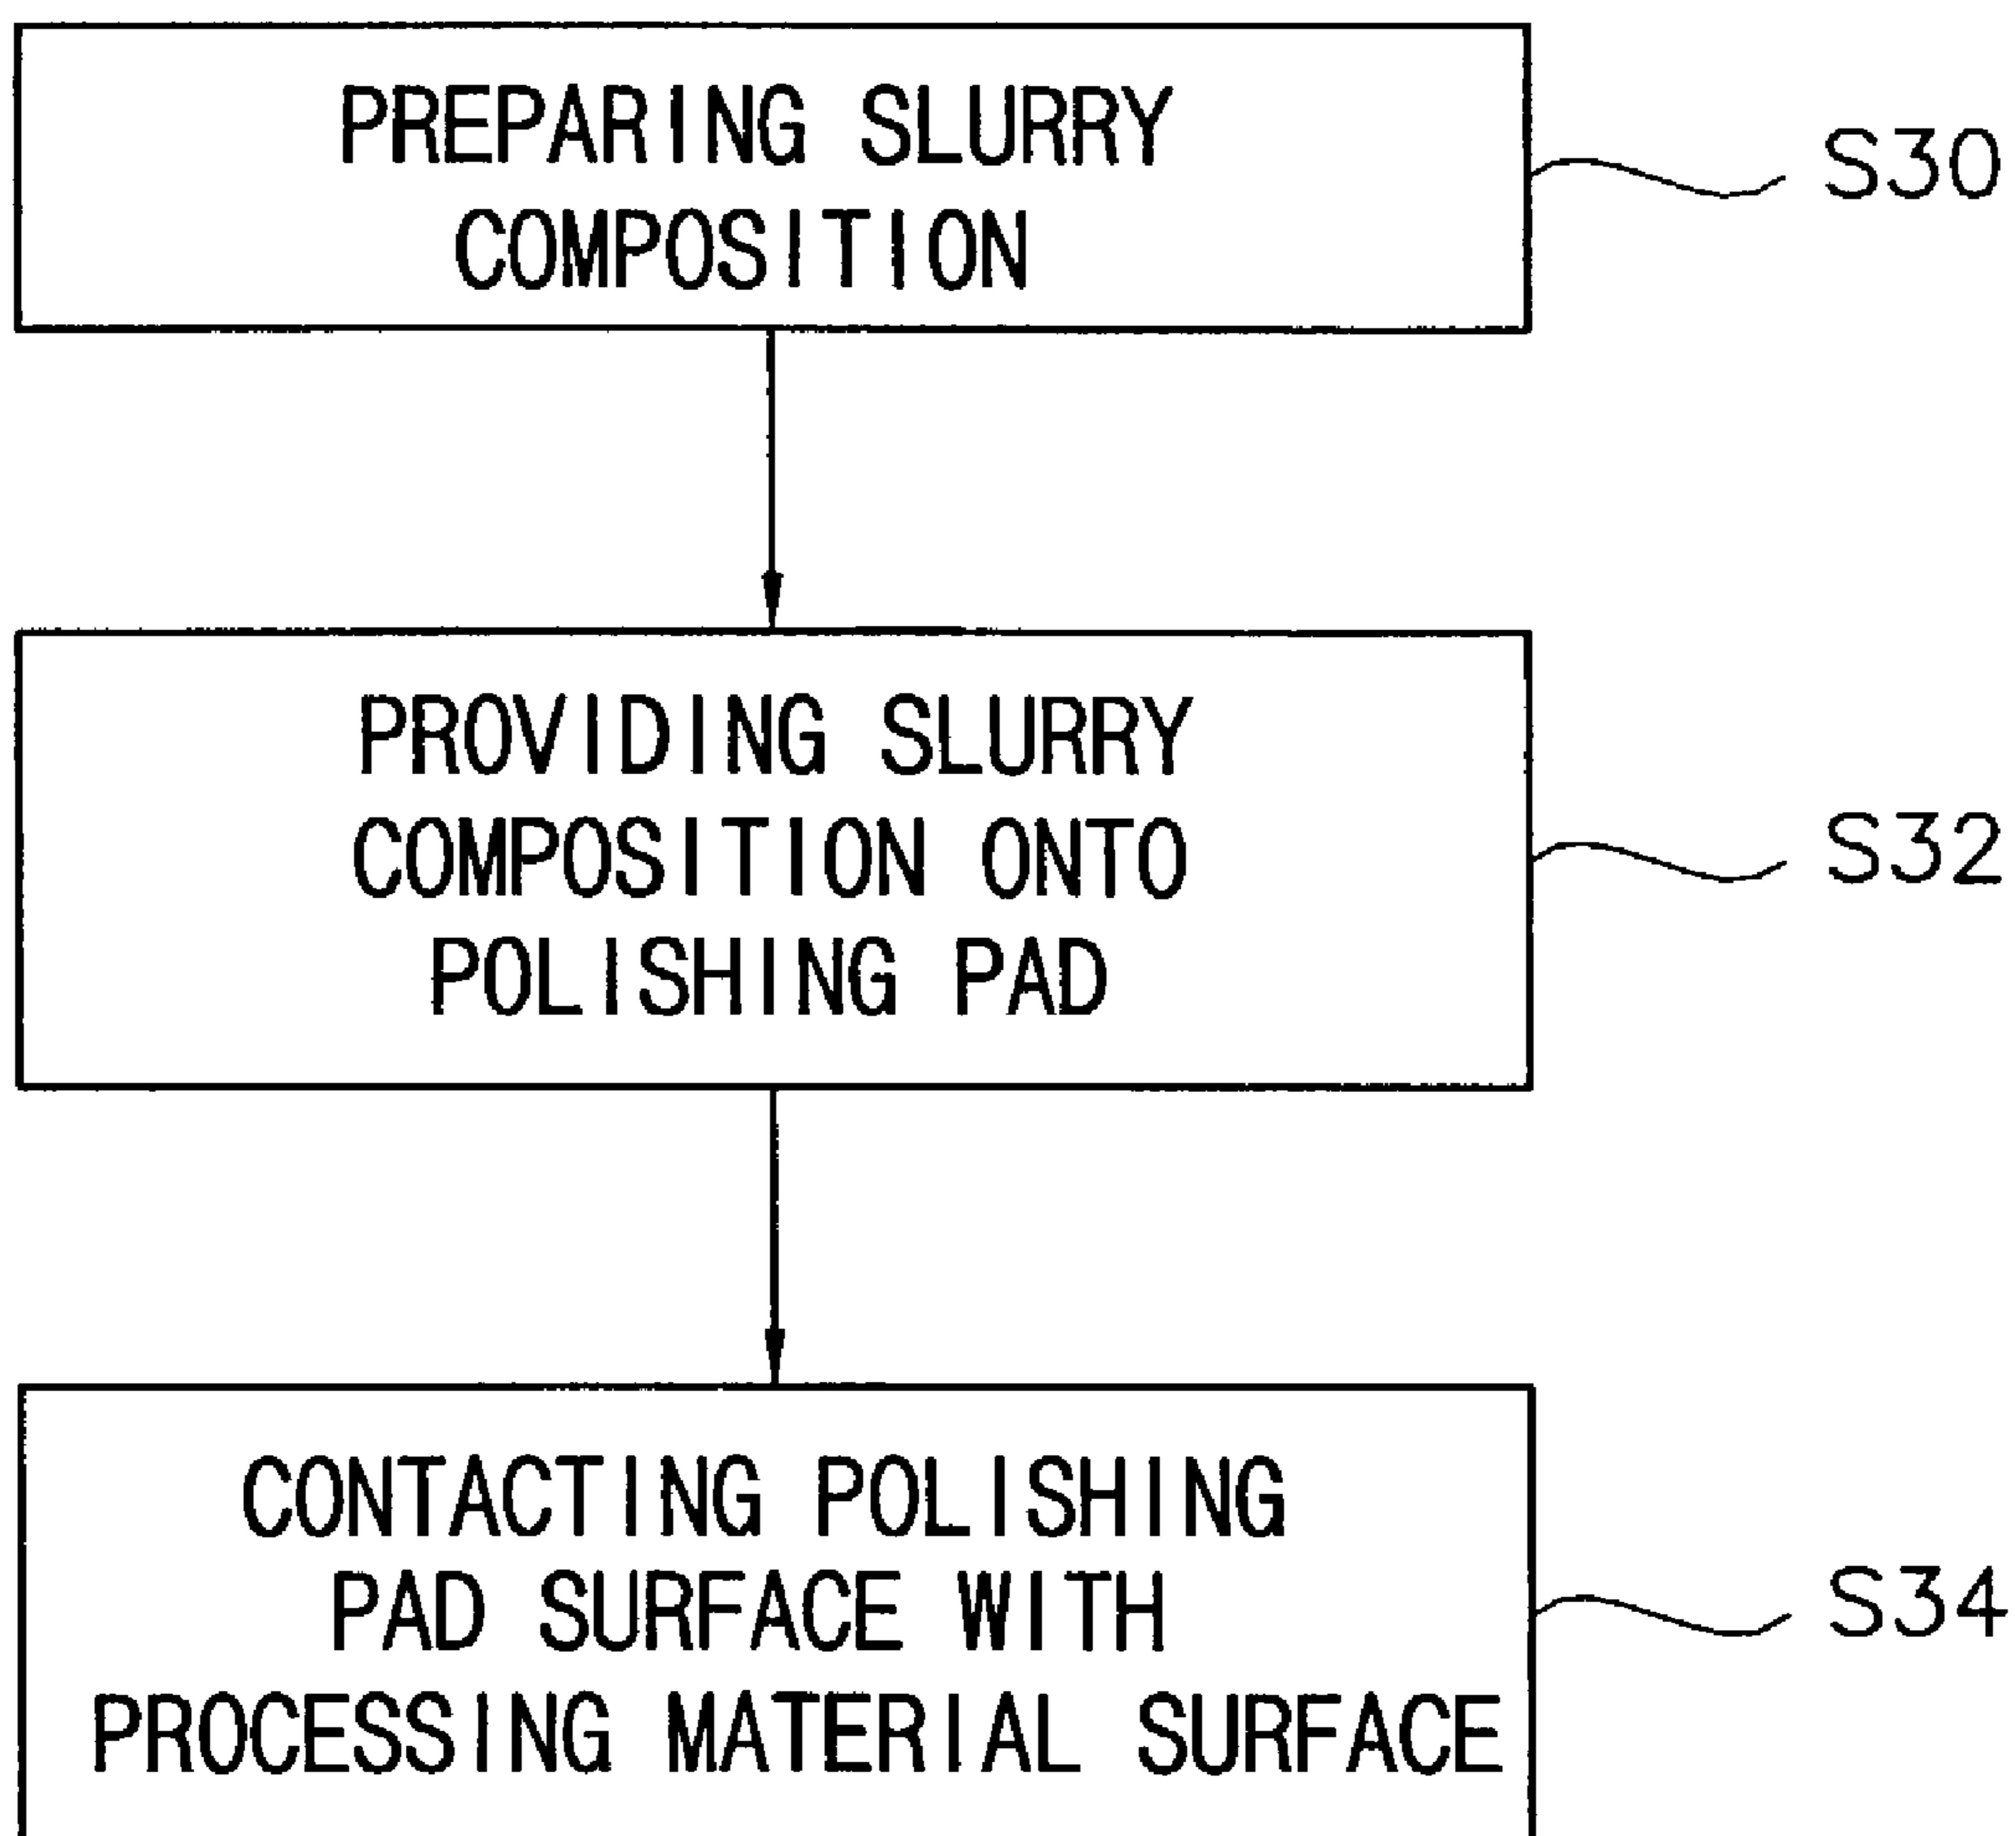 PREPARING SLURRY
COMPOSITION
S30
PROVIDING SLURRY
COMPOSITION ONTO
POLISHING PAD
S32
CONTACTING POLISHING
PAD SURFACE WITH
PROCESSING MATERIAL SURFACE
S34